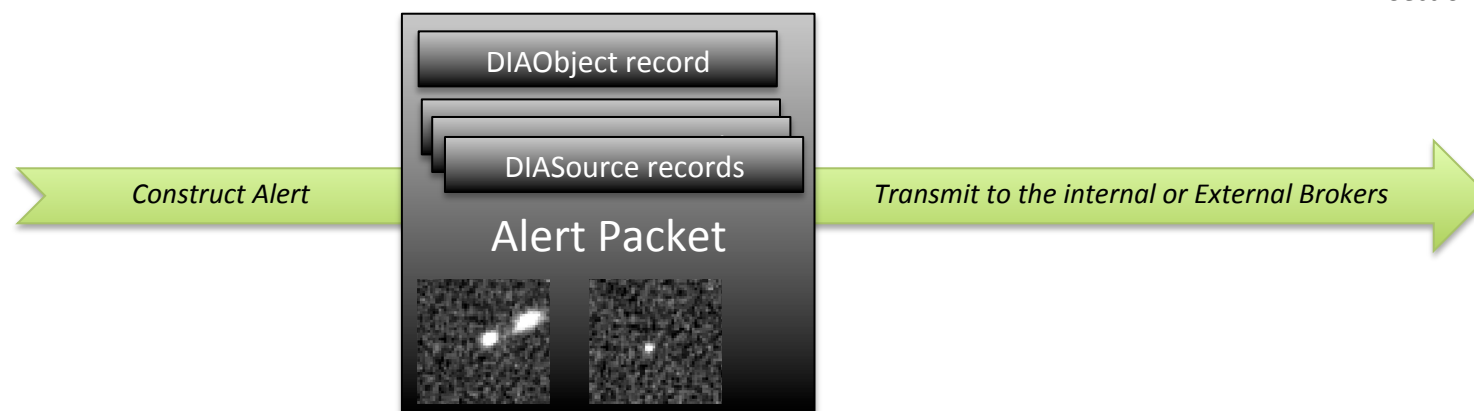 DIAObject record
DIASource records
Construct Alert
Transmit to the internal or External Brokers
Alert Packet